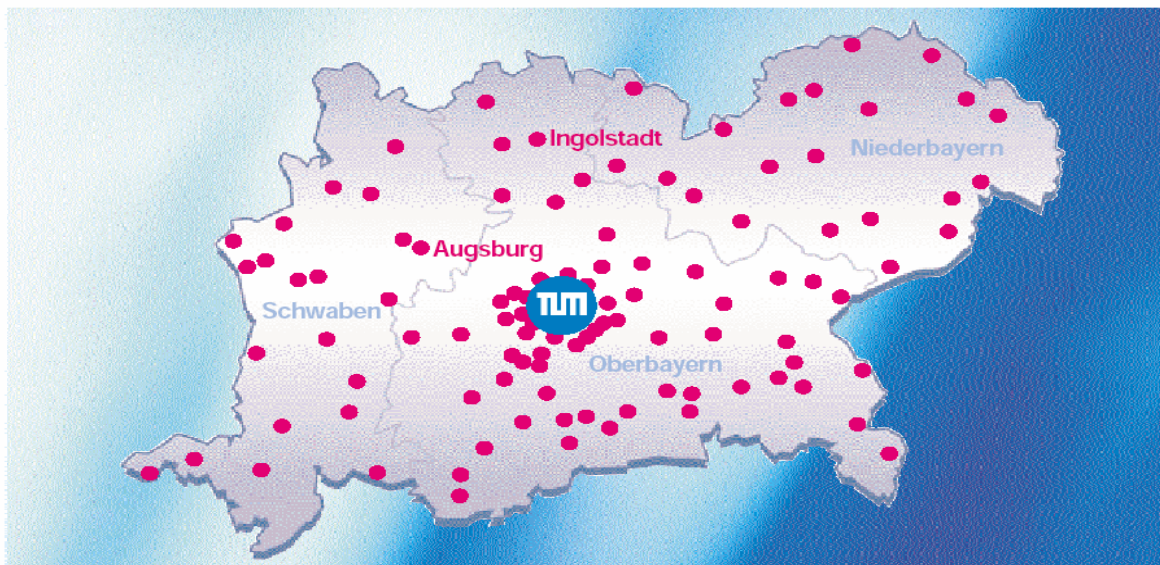 Ingolstadt
Niederbayern
Augsburg
TUM
Schwaben
Oberbayern